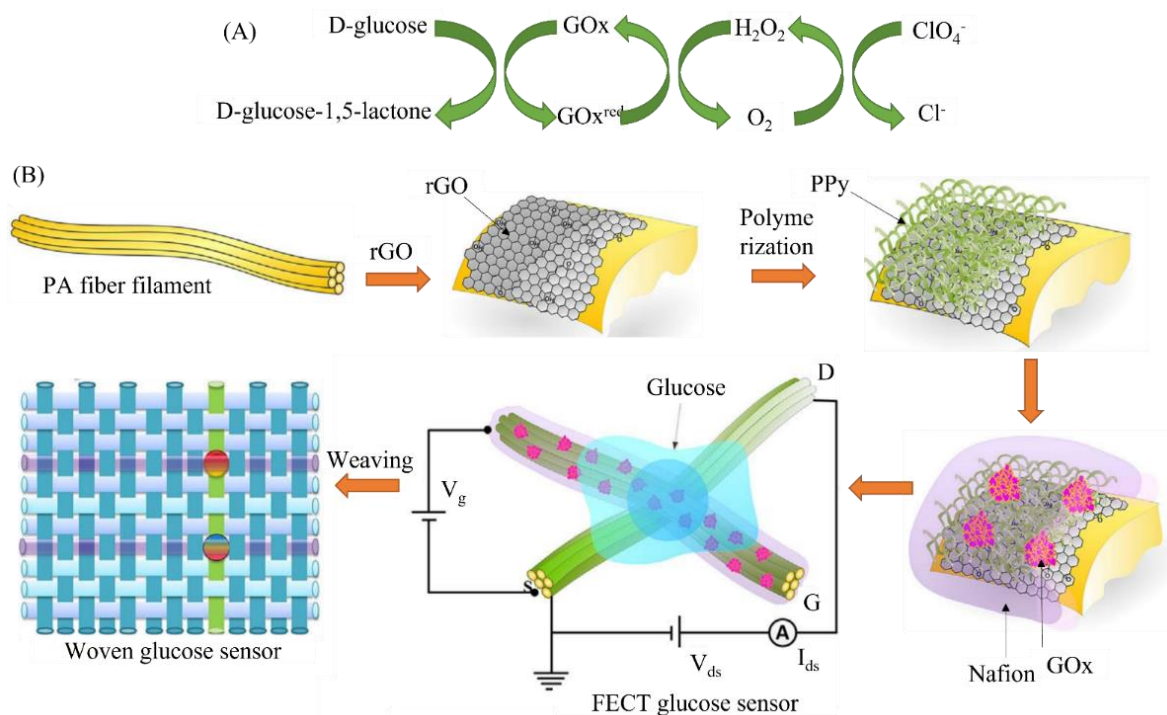 (A)
D-glucose GOx H₂O₂ ClO₄⁻
D-glucose-1,5-lactone GOxʳᵉᵈ O₂ Cl⁻
(B)
rGO
PPy
Polyme
rization
rGO
PA fiber filament
D
Glucose
Weaving
Vg
S
G
A
Vds
Ids
Woven glucose sensor
FECT glucose sensor
Nafion
GOx